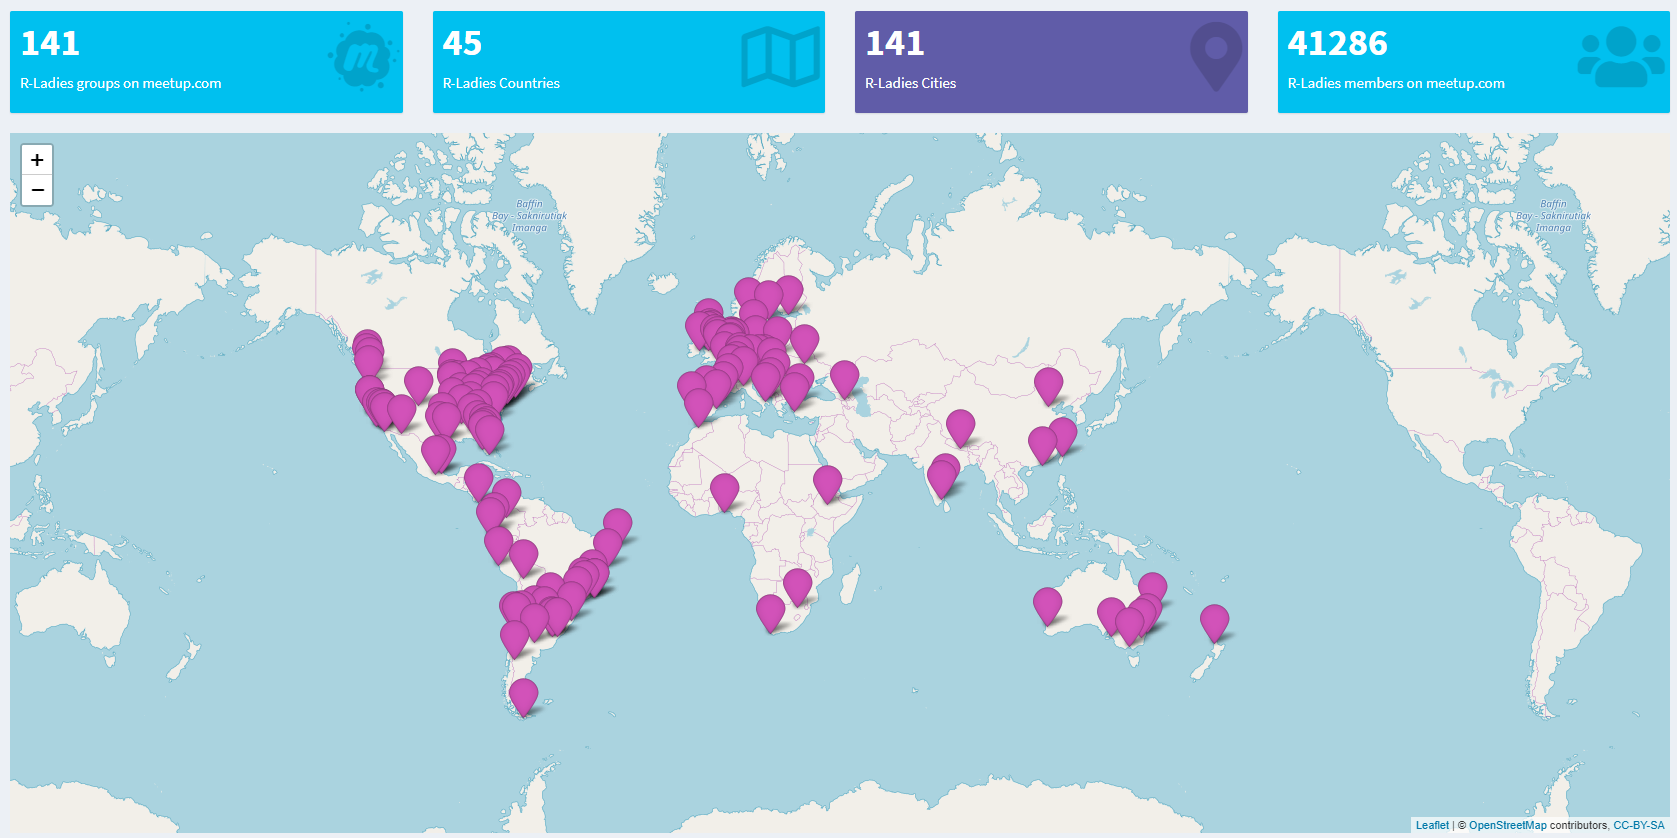 141
R-Ladies groups on meetup.com
45
R-Ladies Countries
141
R-Ladies Cities
41286
R-Ladies members on meetup.com
+
−
Baffin
Bay - Saknirutiak
Imanga
Baffin
Bay - Saknirutiak
Imanga
Leaflet | © OpenStreetMap contributors, CC-BY-SA